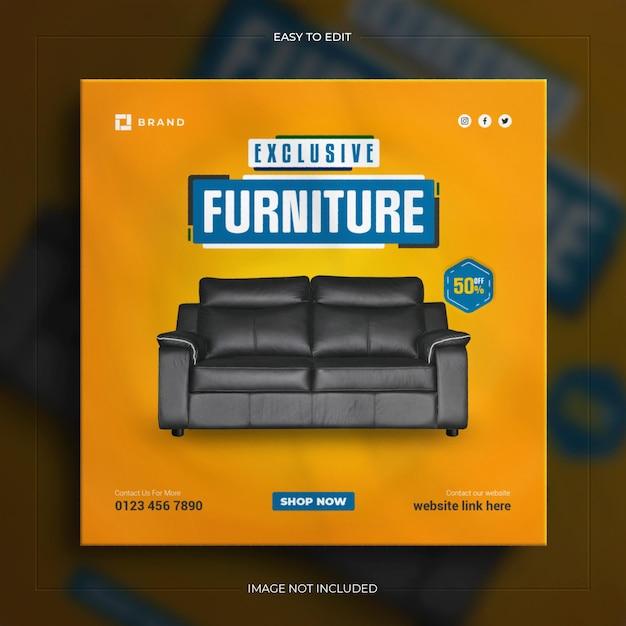 EASY TO EDIT
BRAND
EXCLUSIVE
FURNITURE
50% OFF
Contact Us For More
0123 456 7890
SHOP NOW
Contact our website
website link here
IMAGE NOT INCLUDED